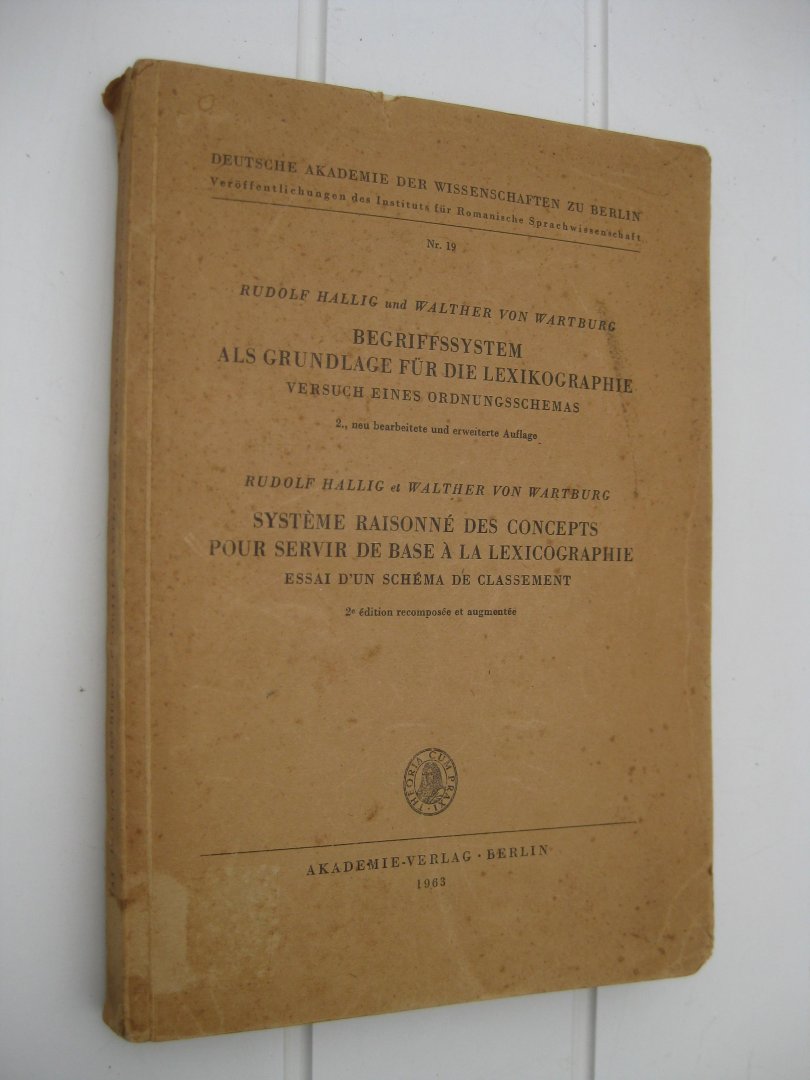 DEUTSCHE AKADEMIE DER WISSENSCHAFTEN ZU BERLIN
Veröffentlichungen des Instituts für Romanische Sprachwissenschaft
Nr. 19
RUDOLF HALLIG und WALTHER VON WARTBURG
BEGRIFFSSYSTEM
ALS GRUNDLAGE FÜR DIE LEXIKOGRAPHIE
VERSUCH EINES ORDNUNGSSCHEMAS
2., neu bearbeitete und erweiterte Auflage
RUDOLF HALLIG et WALTHER VON WARTBURG
SYSTÈME RAISONNÉ DES CONCEPTS
POUR SERVIR DE BASE À LA LEXICOGRAPHIE
ESSAI D'UN SCHÉMA DE CLASSEMENT
2e édition recomposée et augmentée
THEORIA CUM PRAXI
AKADEMIE-VERLAG · BERLIN
1963